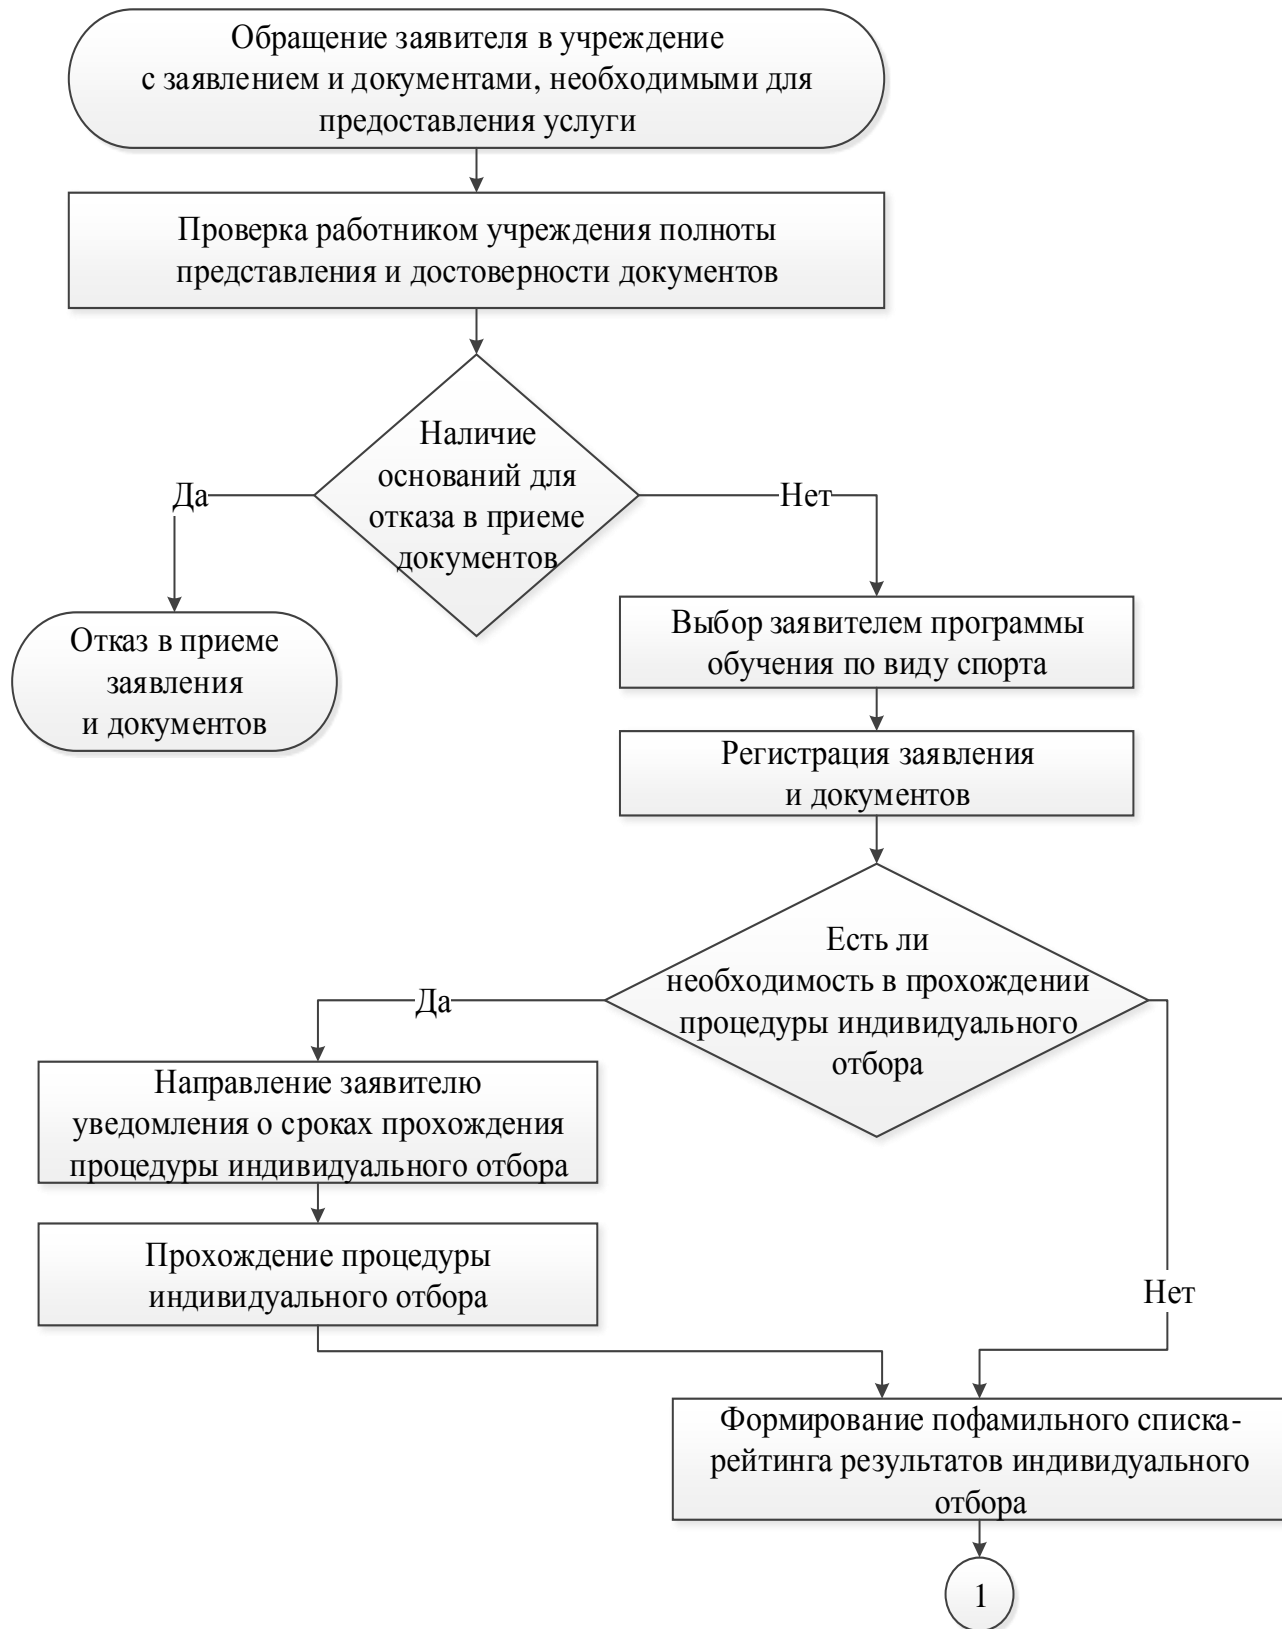 Обращение заявителя в учреждение
с заявлением и документами, необходимыми для
предоставления услуги
Проверка работником учреждения полноты
представления и достоверности документов
Наличие
оснований для
отказа в приеме
документов
Да
Нет
Отказ в приеме
заявления
и документов
Выбор заявителем программы
обучения по виду спорта
Регистрация заявления
и документов
Есть ли
необходимость в прохождении
процедуры индивидуального
отбора
Да
Направление заявителю
уведомления о сроках прохождения
процедуры индивидуального отбора
Прохождение процедуры
индивидуального отбора
Нет
Формирование пофамильного списка-
рейтинга результатов индивидуального
отбора
1